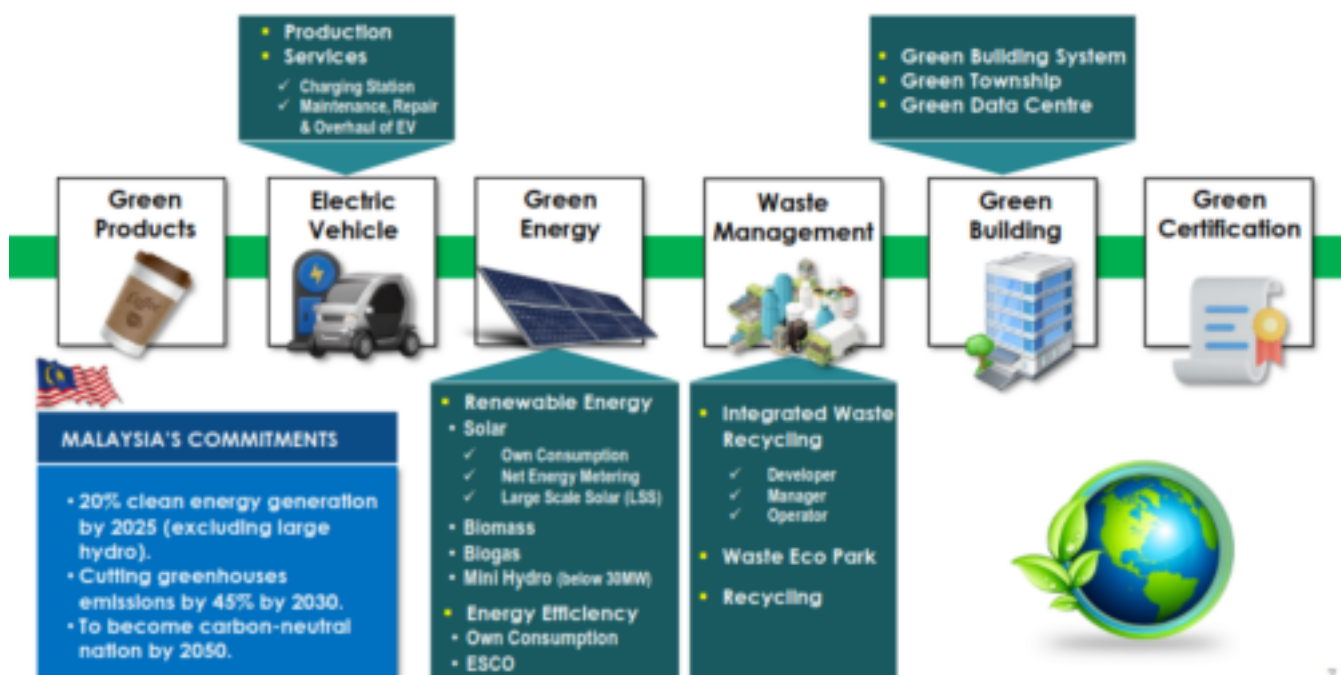 ▪ Production
▪ Services
✓ Charging Station
✓ Maintenance, Repair
& Overhaul of EV
▪ Green Building System
▪ Green Township
▪ Green Data Centre
Green
Products
Electric
Vehicle
Green
Energy
Waste
Management
Green
Building
Green
Certification
Coffee
MALAYSIA'S COMMITMENTS
• 20% clean energy generation
by 2025 (excluding large
hydro).
• Cutting greenhouses
emissions by 45% by 2030.
• To become carbon-neutral
nation by 2050.
▪ Renewable Energy
• Solar
✓ Own Consumption
✓ Net Energy Metering
✓ Large Scale Solar (LSS)
• Biomass
• Biogas
• Mini Hydro (below 30MW)
▪ Energy Efficiency
• Own Consumption
• ESCO
▪ Integrated Waste
Recycling
✓ Developer
✓ Manager
✓ Operator
▪ Waste Eco Park
▪ Recycling